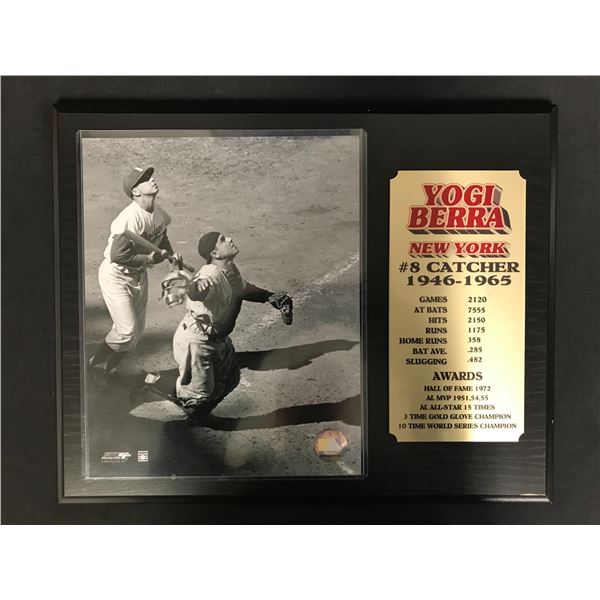 YOGI
BERRA
NEW YORK
#8 CATCHER
1946-1965
GAMES 2120
AT BATS 7555
HITS 2150
RUNS 1175
HOME RUNS 358
BAT AVE. .285
SLUGGING .482
AWARDS
HALL OF FAME 1972
AL MVP 1951,54,55
AL ALL-STAR 15 TIMES
3 TIME GOLD GLOVE CHAMPION
10 TIME WORLD SERIES CHAMPION